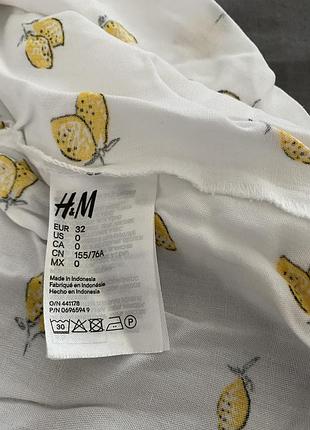 H&M
EUR 32
US 0
CA 0
CN 155/76A
MX 0
Made in Indonesia
Fabriqué en Indonésie
Hecho en Indonesia
O/N 441178
P/N 0696594 9
30 P